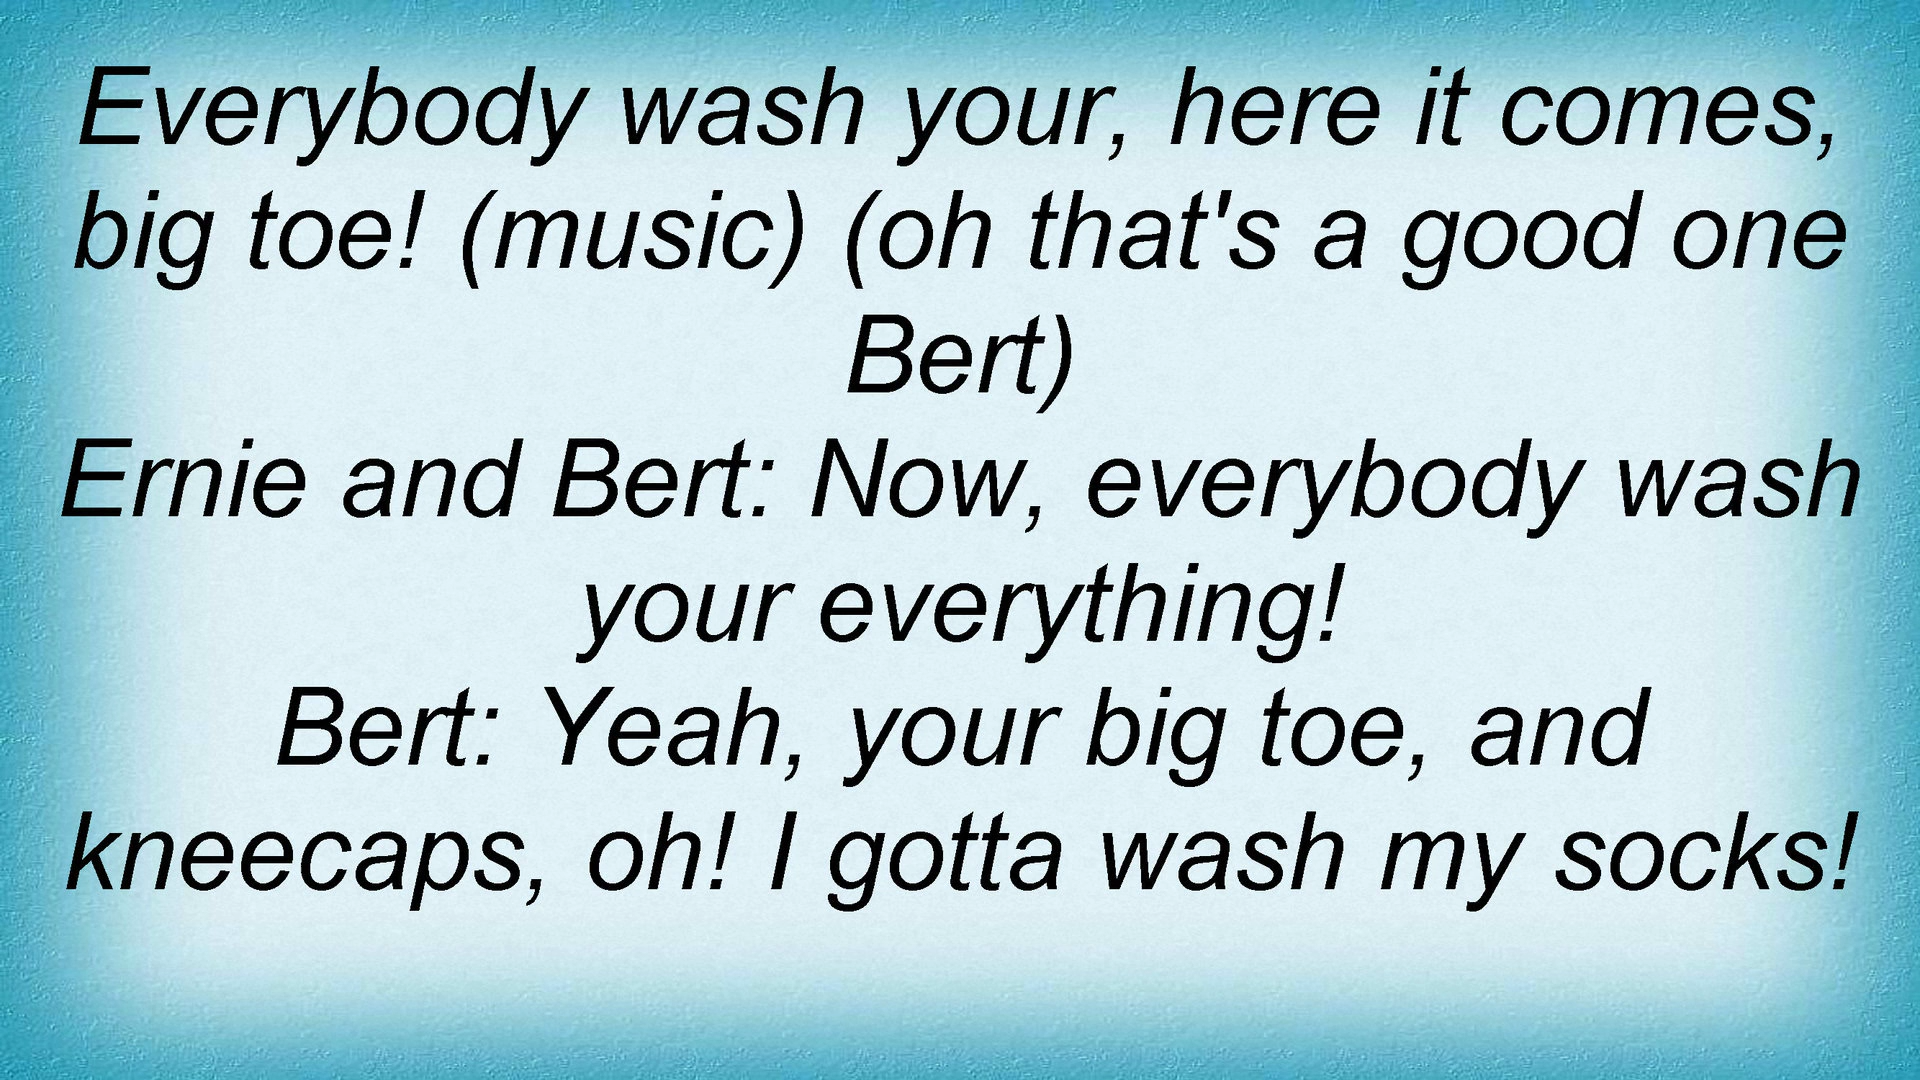 Everybody wash your, here it comes,
big toe! (music) (oh that's a good one
Bert)
Ernie and Bert: Now, everybody wash
your everything!
Bert: Yeah, your big toe, and
kneecaps, oh! I gotta wash my socks!